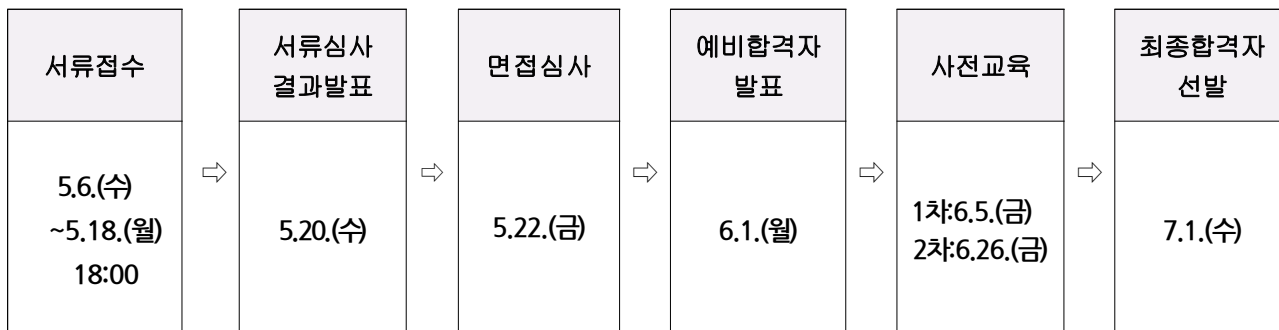 서류접수
5.6.(수)
~5.18.(월)
18:00
⇨
서류심사
결과발표
5.20.(수)
⇨
면접심사
5.22.(금)
⇨
예비합격자
발표
6.1.(월)
⇨
사전교육
1차:6.5.(금)
2차:6.26.(금)
⇨
최종합격자
선발
7.1.(수)